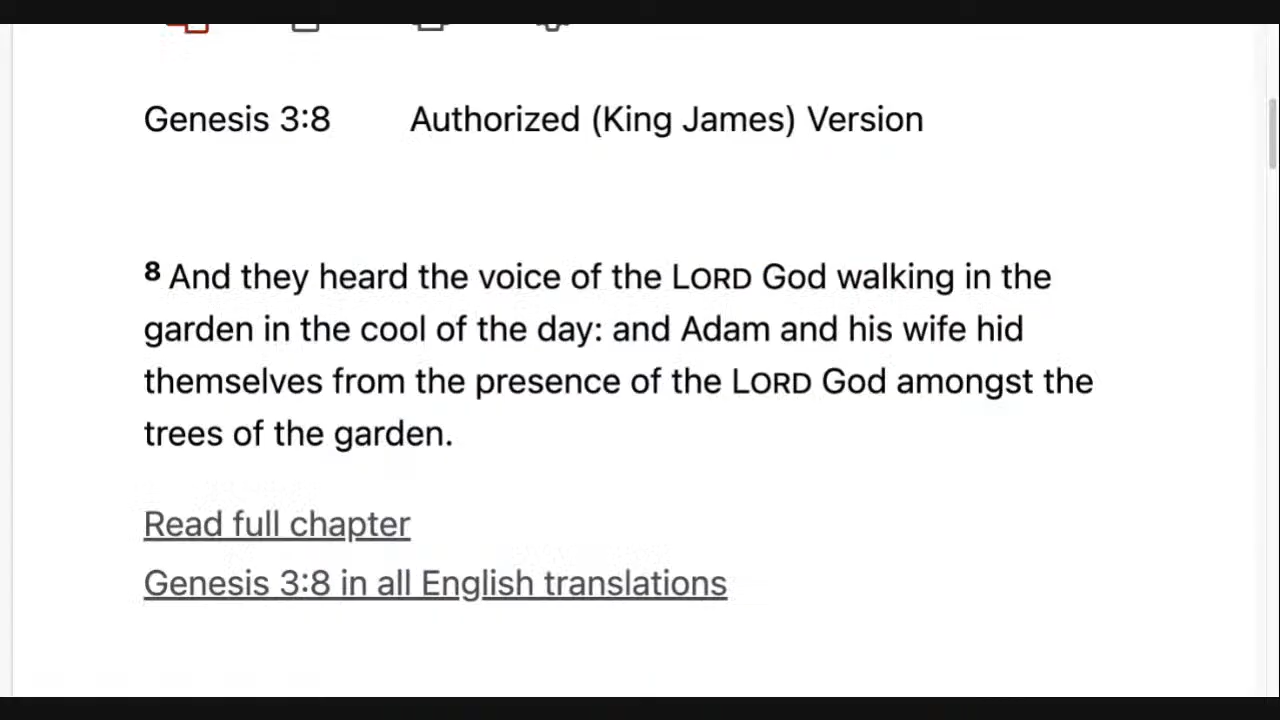 Genesis 3:8 Authorized (King James) Version
8 And they heard the voice of the LORD God walking in the
garden in the cool of the day: and Adam and his wife hid
themselves from the presence of the LORD God amongst the
trees of the garden.
Read full chapter
Genesis 3:8 in all English translations